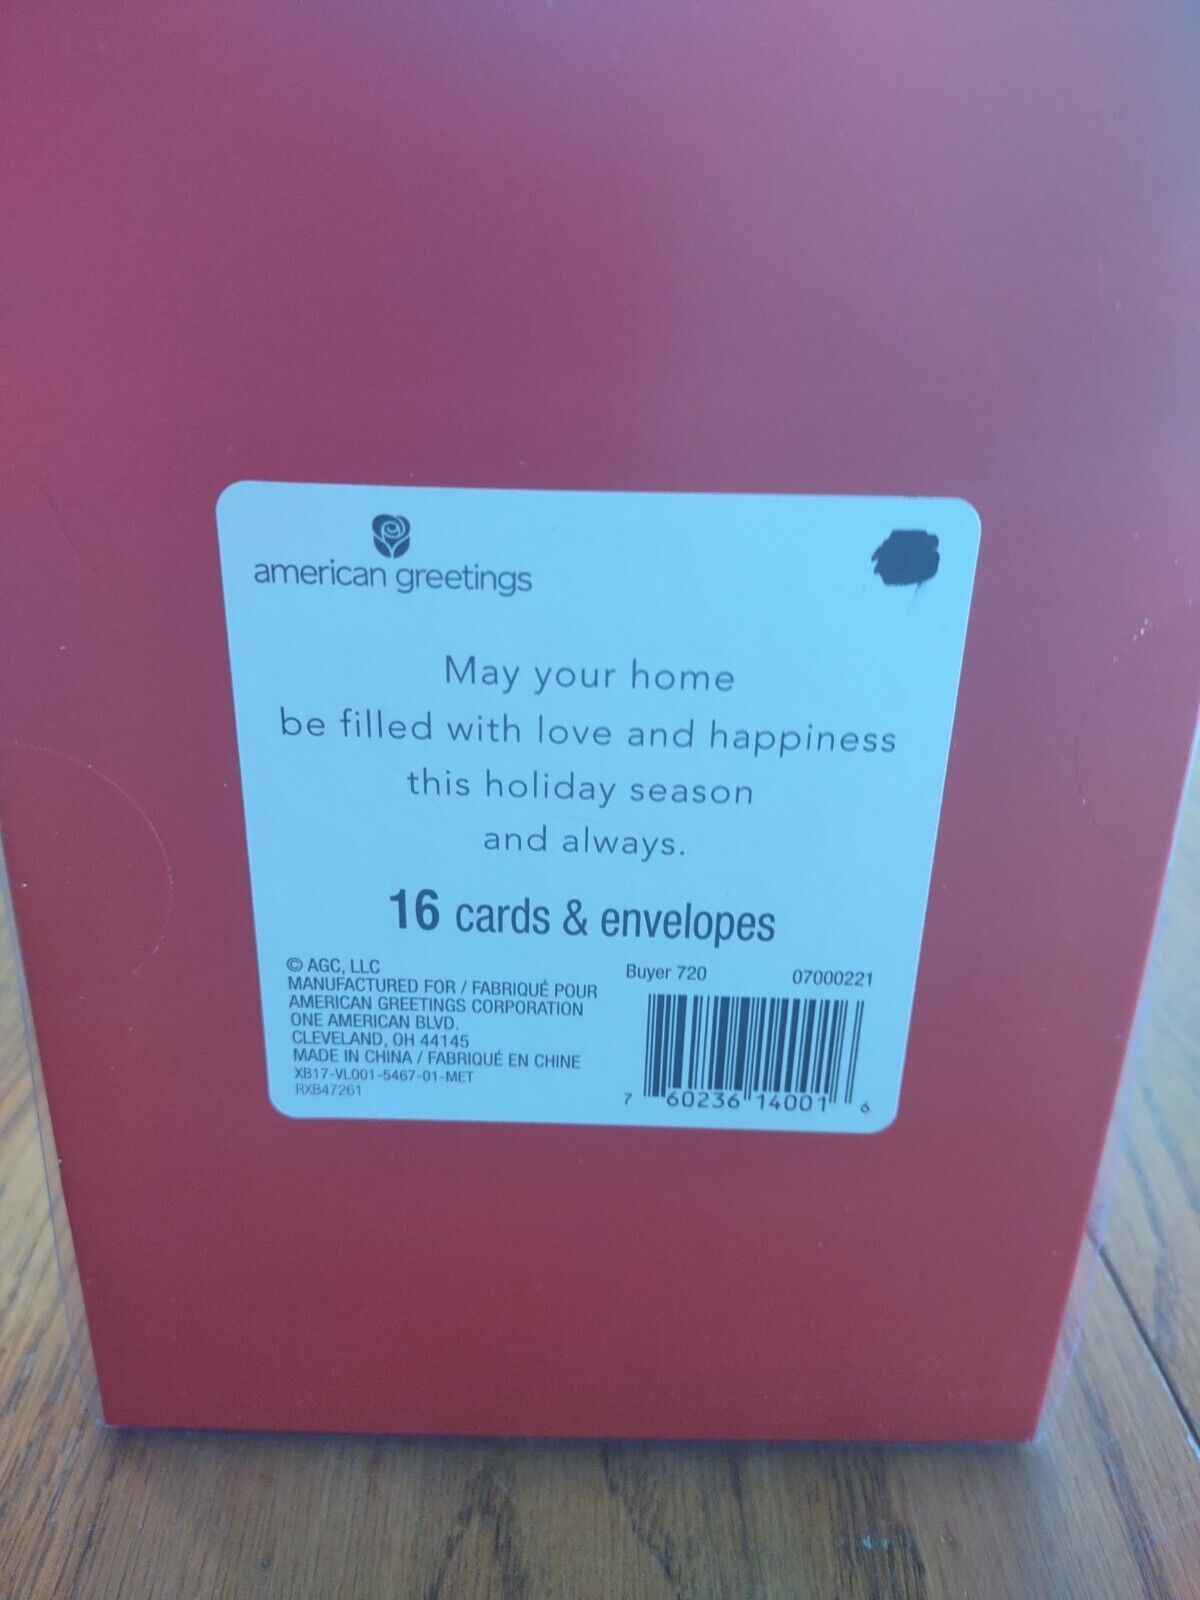 american greetings
May your home
be filled with love and happiness
this holiday season
and always.
16 cards & envelopes
© AGC, LLC
MANUFACTURED FOR / FABRIQUÉ POUR
AMERICAN GREETINGS CORPORATION
ONE AMERICAN BLVD.
CLEVELAND, OH 44145
MADE IN CHINA / FABRIQUÉ EN CHINE
XB17-VL001-5467-01-MET
RXB47261
Buyer 720 07000221
7 60236 14001 6